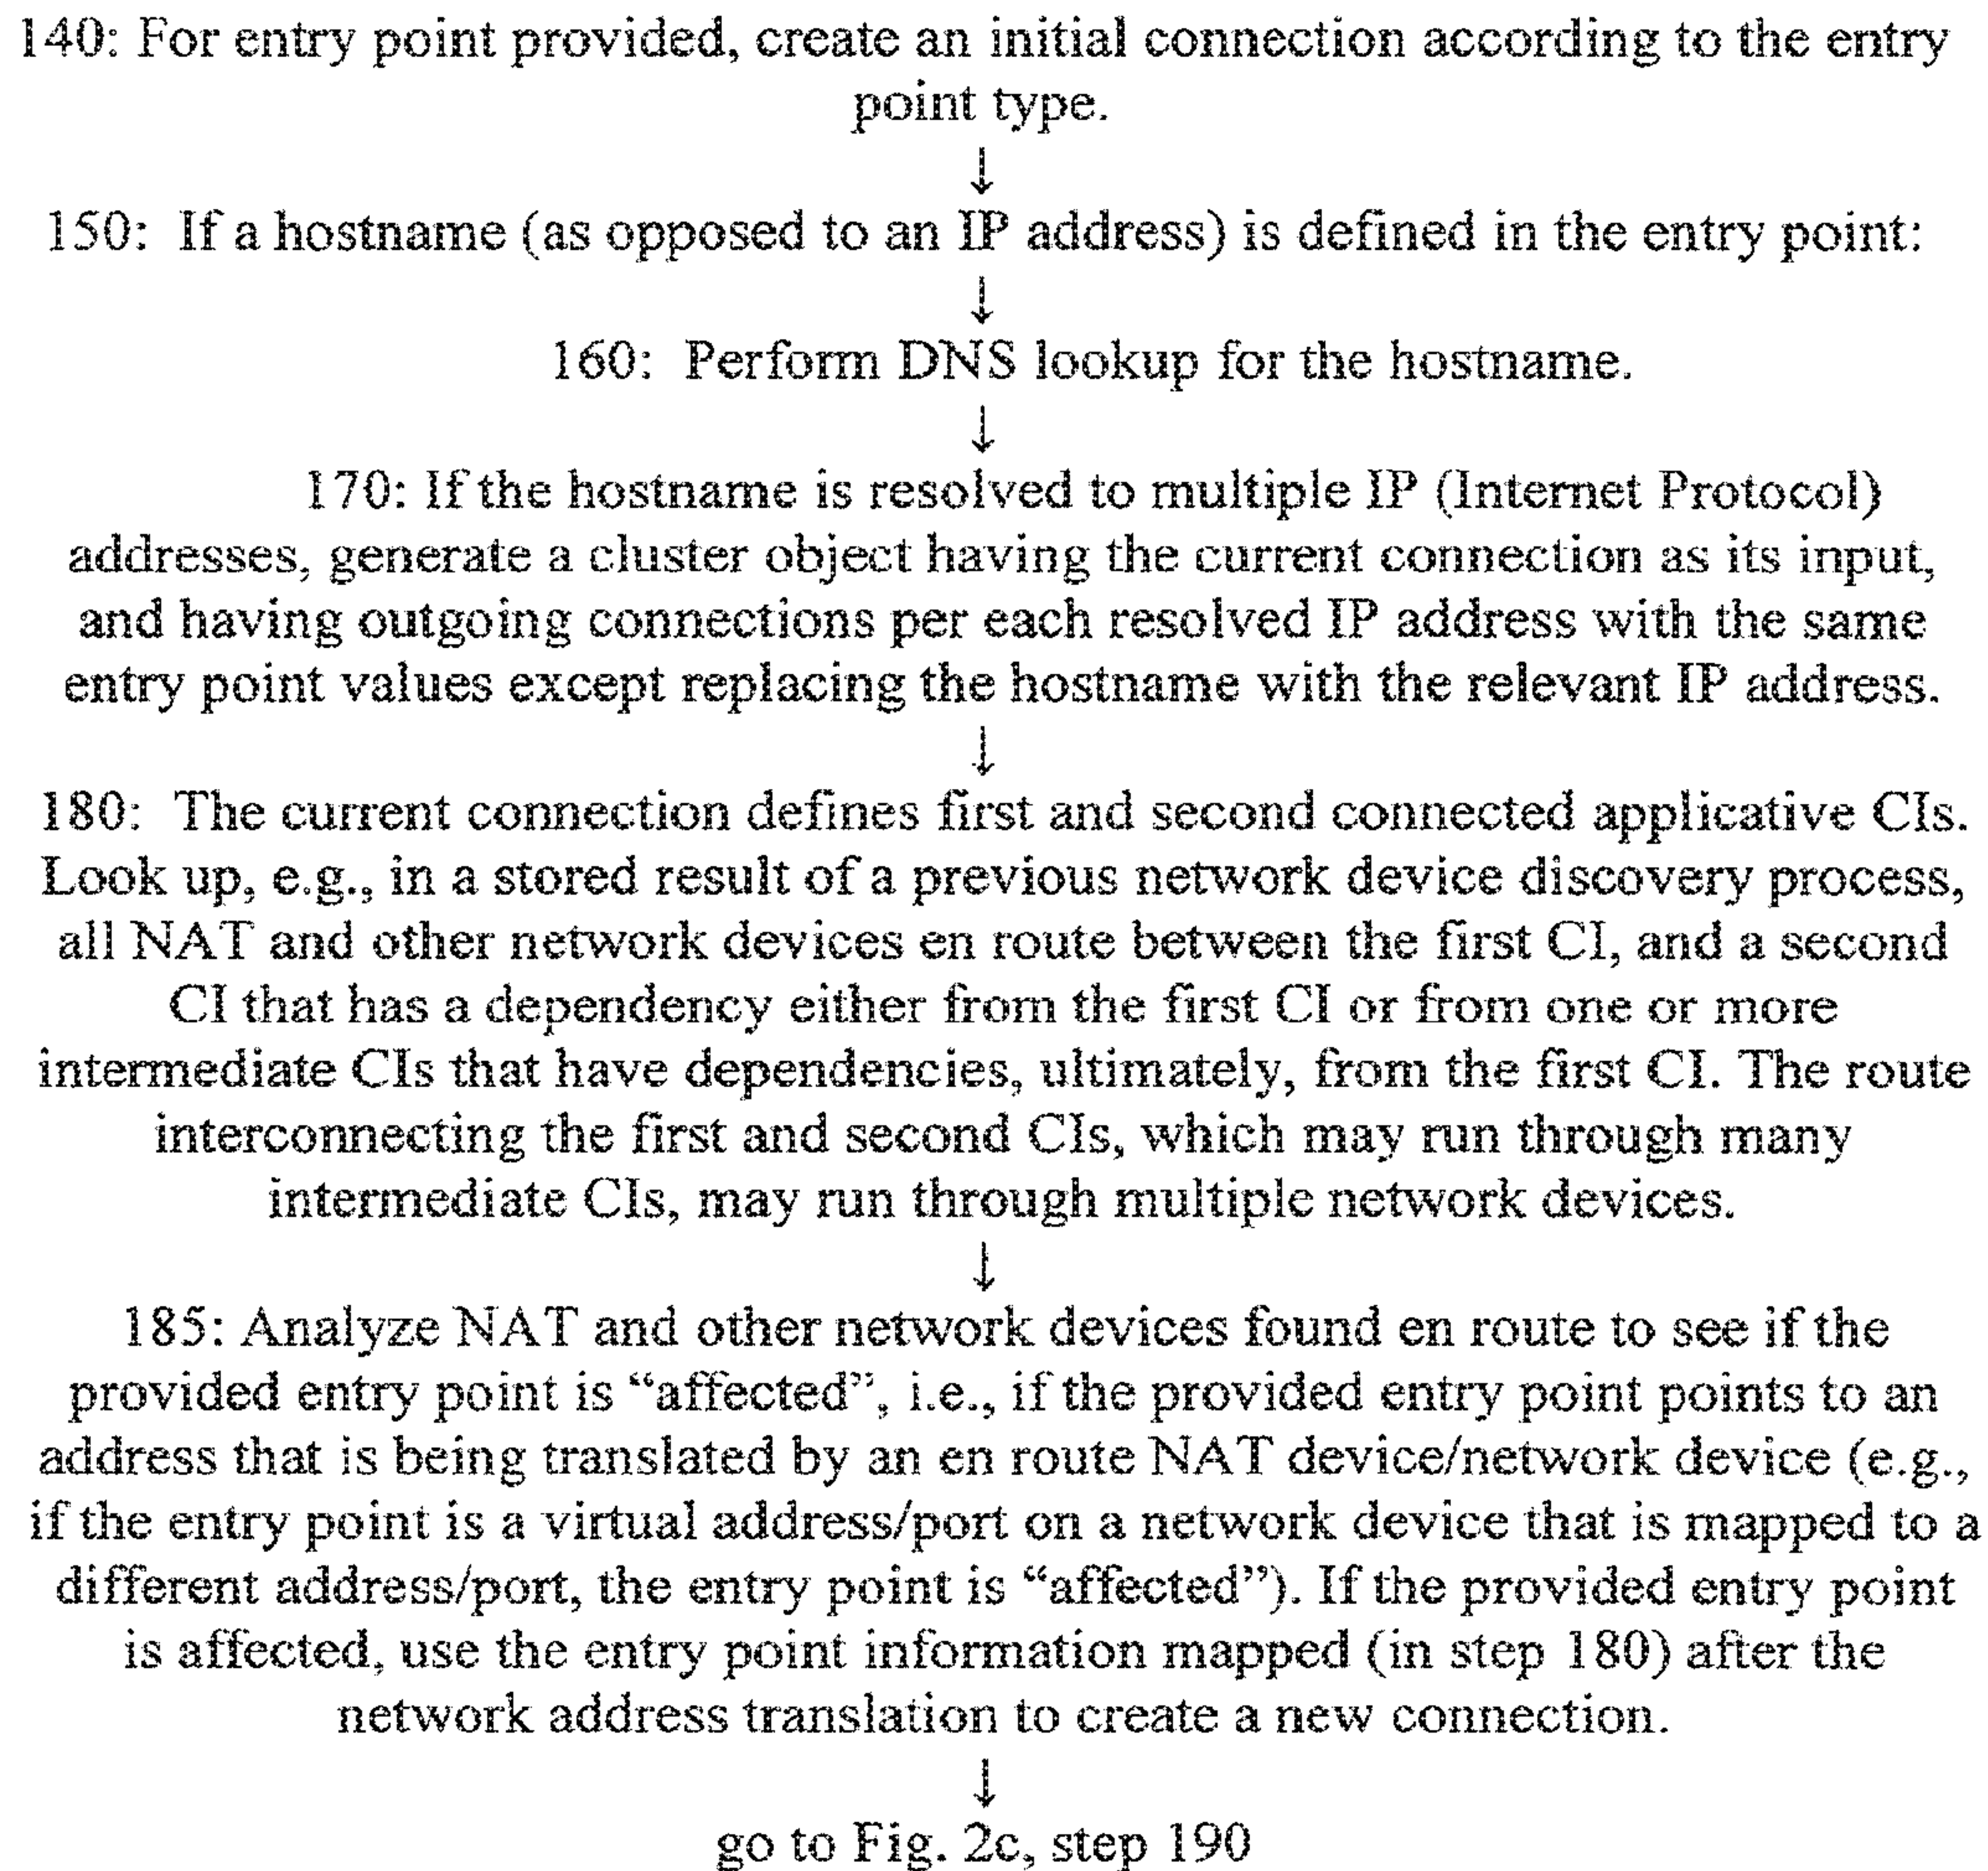 140: For entry point provided, create an initial connection according to the entry
point type.
↓
150: If a hostname (as opposed to an IP address) is defined in the entry point:
↓
160: Perform DNS lookup for the hostname.
↓
170: If the hostname is resolved to multiple IP (Internet Protocol)
addresses, generate a cluster object having the current connection as its input,
and having outgoing connections per each resolved IP address with the same
entry point values except replacing the hostname with the relevant IP address.
↓
180: The current connection defines first and second connected applicative CIs.
Look up, e.g., in a stored result of a previous network device discovery process,
all NAT and other network devices en route between the first CI, and a second
CI that has a dependency either from the first CI or from one or more
intermediate CIs that have dependencies, ultimately, from the first CI. The route
interconnecting the first and second CIs, which may run through many
intermediate CIs, may run through multiple network devices.
↓
185: Analyze NAT and other network devices found en route to see if the
provided entry point is “affected”, i.e., if the provided entry point points to an
address that is being translated by an en route NAT device/network device (e.g.,
if the entry point is a virtual address/port on a network device that is mapped to a
different address/port, the entry point is “affected”). If the provided entry point
is affected, use the entry point information mapped (in step 180) after the
network address translation to create a new connection.
↓
go to Fig. 2c, step 190